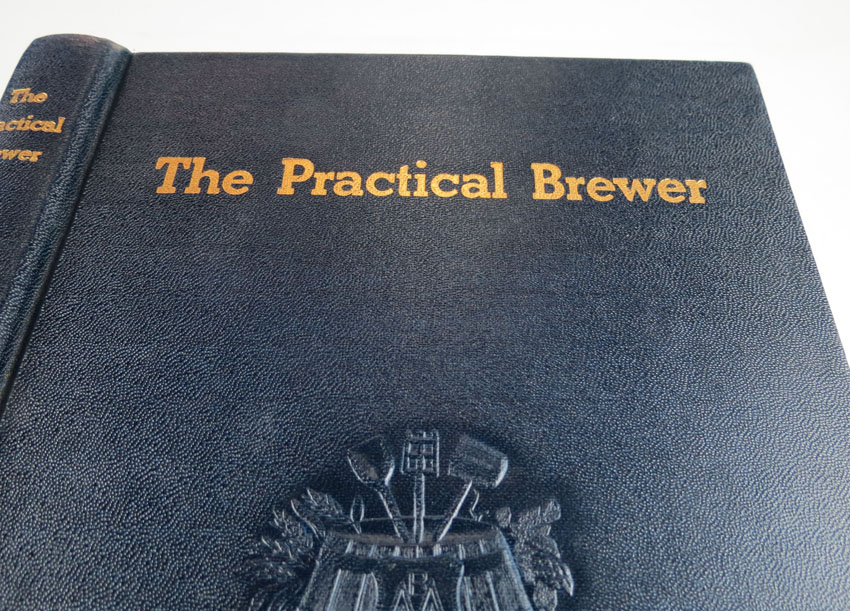 The
The Practical Brewer
B